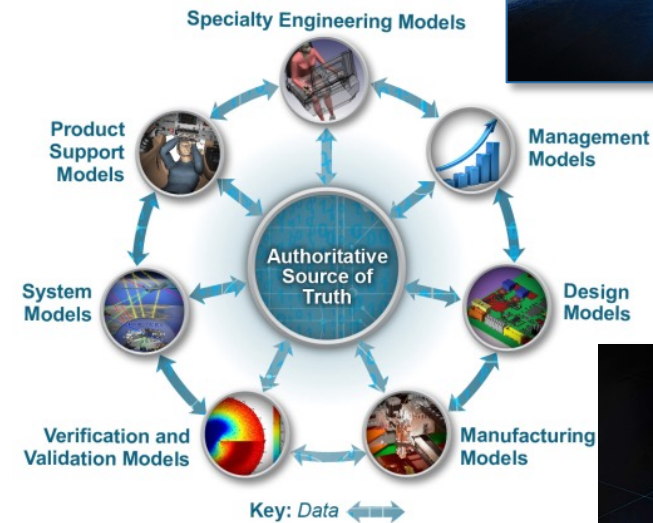 Specialty Engineering Models
Product
Support
Models
Management
Models
Authoritative
Source of
Truth
System
Models
Design
Models
Verification and
Validation Models
Manufacturing
Models
Key: Data